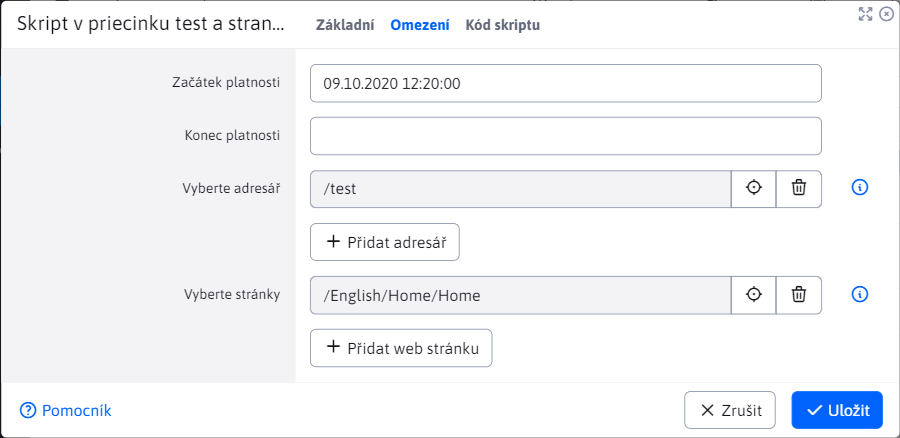 Skript v priecinku test a stran... Základní Omezení Kód skriptu
Začátek platnosti 09.10.2020 12:20:00
Konec platnosti
Vyberte adresář /test
Přidat adresář
Vyberte stránky /English/Home/Home
Přidat web stránku
Pomocník Zrušit Uložit